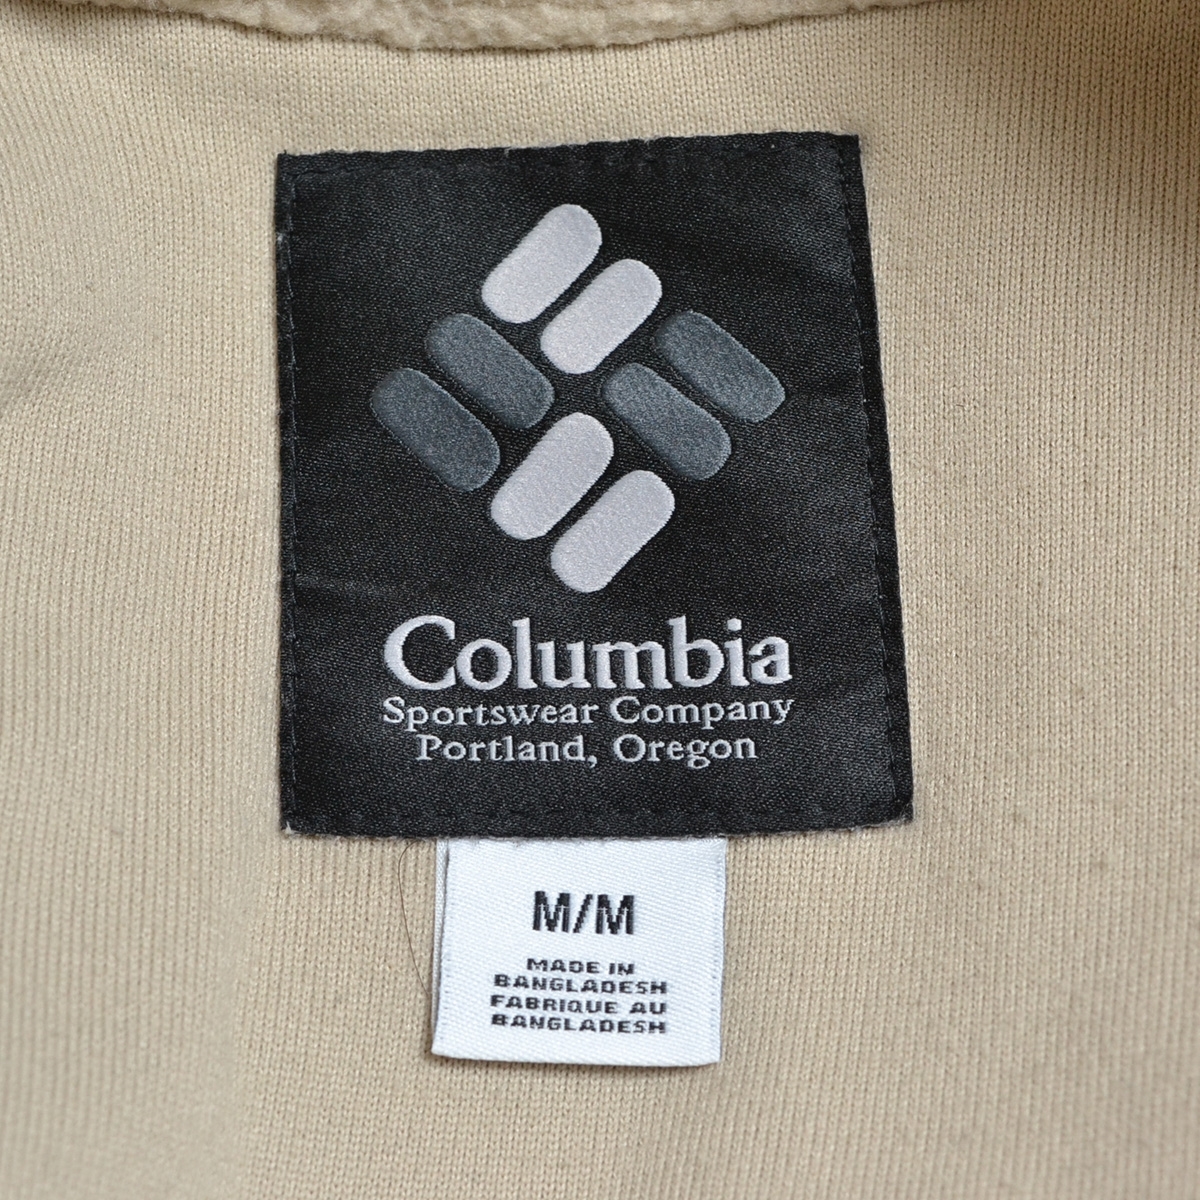 Columbia
Sportswear Company
Portland, Oregon
M/M
MADE IN
BANGLADESH
FABRIQUE AU
BANGLADESH